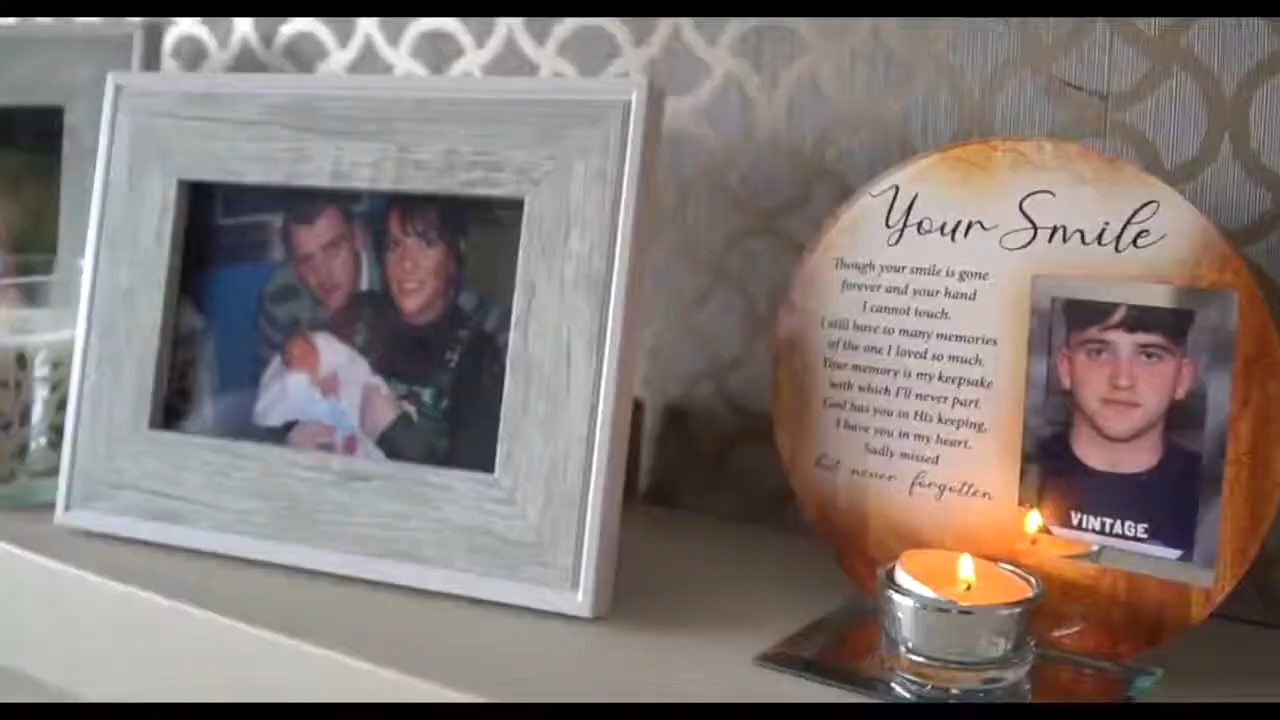 Your Smile
Though your smile is gone
forever and your hand
I cannot touch.
I still have so many memories
of the one I loved so much.
Your memory is my keepsake
with which I'll never part.
God has you in His keeping,
I have you in my heart.
Sadly missed
but never forgotten
VINTAGE